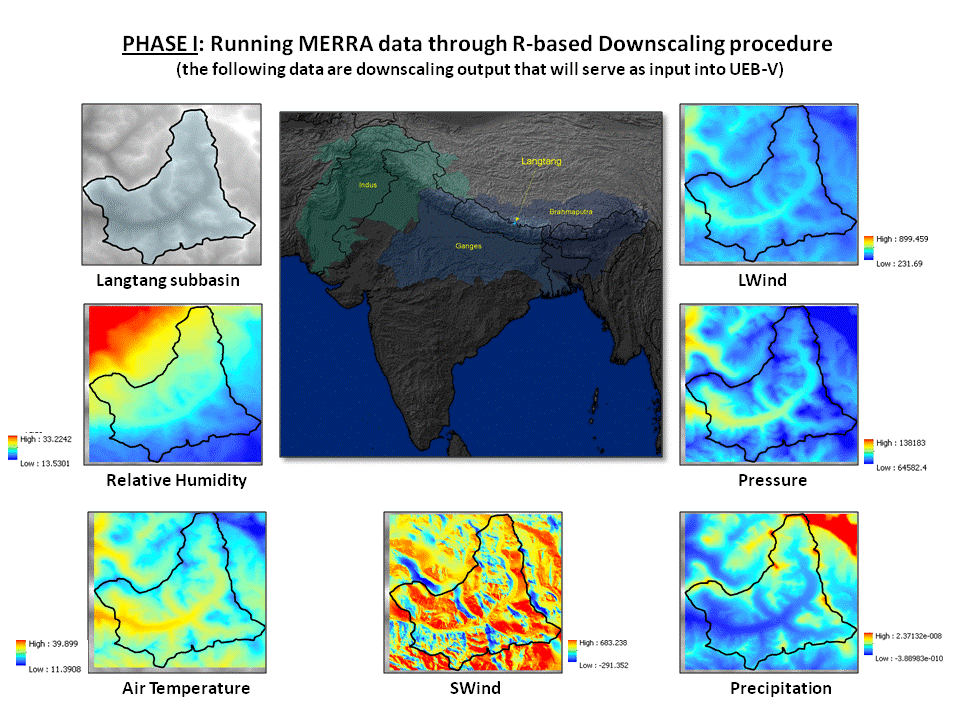 PHASE I: Running MERRA data through R-based Downscaling procedure
(the following data are downscaling output that will serve as input into UEB-V)
Langtang
Indus
Brahmaputra
Ganges
Langtang subbasin
High : 899.459
Low : 231.69
LWind
High : 33.2242
Low : 13.5301
Relative Humidity
High : 138183
Low : 64582.4
Pressure
High : 39.899
Low : 11.3908
Air Temperature
High : 683.238
Low : -291.352
SWind
High : 2.37132e-008
Low : -3.88983e-010
Precipitation